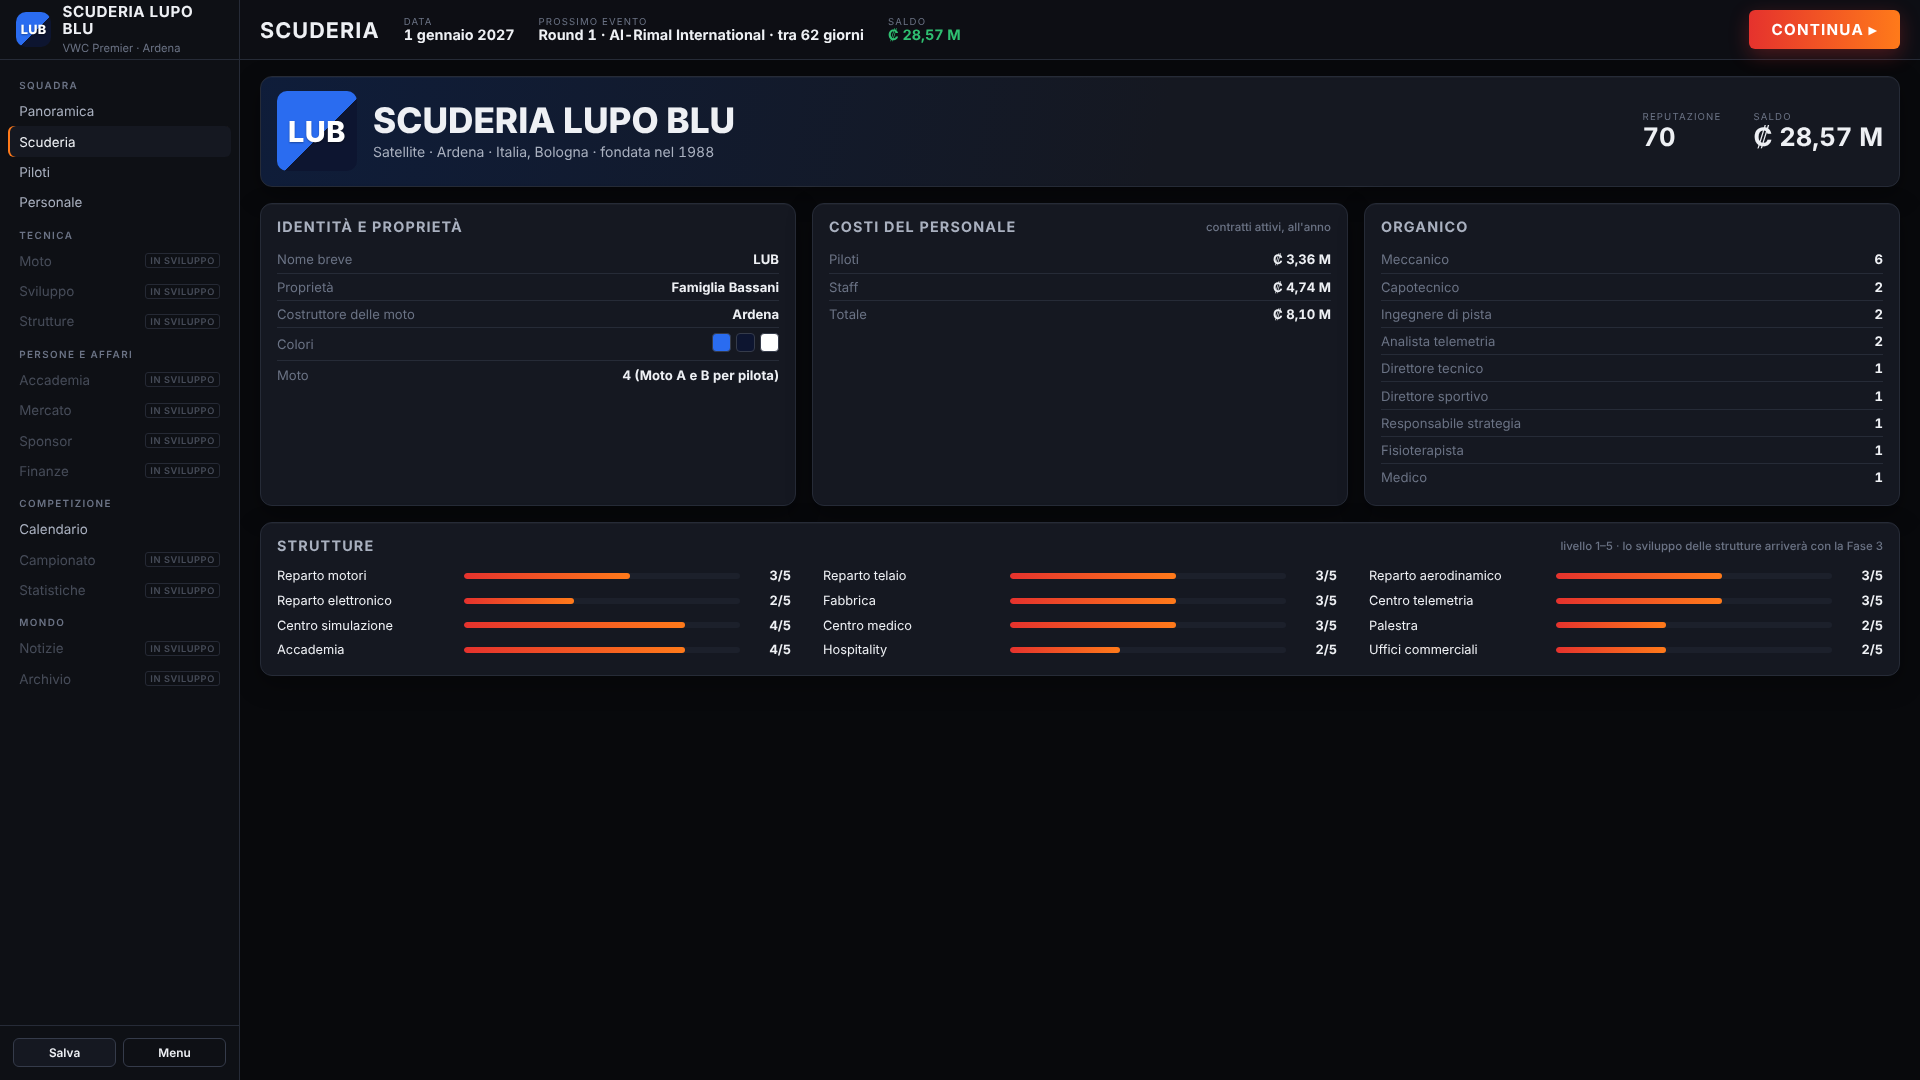 LUB
SCUDERIA LUPO
BLU
VWC Premier · Ardena
SCUDERIA
DATA
1 gennaio 2027
PROSSIMO EVENTO
Round 1 · Al-Rimal International · tra 62 giorni
SALDO
₡ 28,57 M
CONTINUA ▸
SQUADRA
Panoramica
Scuderia
Piloti
Personale
TECNICA
Moto IN SVILUPPO
Sviluppo IN SVILUPPO
Strutture IN SVILUPPO
PERSONE E AFFARI
Accademia IN SVILUPPO
Mercato IN SVILUPPO
Sponsor IN SVILUPPO
Finanze IN SVILUPPO
COMPETIZIONE
Calendario
Campionato IN SVILUPPO
Statistiche IN SVILUPPO
MONDO
Notizie IN SVILUPPO
Archivio IN SVILUPPO
Salva
Menu
LUB
SCUDERIA LUPO BLU
Satellite · Ardena · Italia, Bologna · fondata nel 1988
REPUTAZIONE
70
SALDO
₡ 28,57 M
IDENTITÀ E PROPRIETÀ
Nome breve LUB
Proprietà Famiglia Bassani
Costruttore delle moto Ardena
Colori
Moto 4 (Moto A e B per pilota)
COSTI DEL PERSONALE contratti attivi, all'anno
Piloti ₡ 3,36 M
Staff ₡ 4,74 M
Totale ₡ 8,10 M
ORGANICO
Meccanico 6
Capotecnico 2
Ingegnere di pista 2
Analista telemetria 2
Direttore tecnico 1
Direttore sportivo 1
Responsabile strategia 1
Fisioterapista 1
Medico 1
STRUTTURE livello 1–5 · lo sviluppo delle strutture arriverà con la Fase 3
Reparto motori 3/5 Reparto telaio 3/5 Reparto aerodinamico 3/5
Reparto elettronico 2/5 Fabbrica 3/5 Centro telemetria 3/5
Centro simulazione 4/5 Centro medico 3/5 Palestra 2/5
Accademia 4/5 Hospitality 2/5 Uffici commerciali 2/5